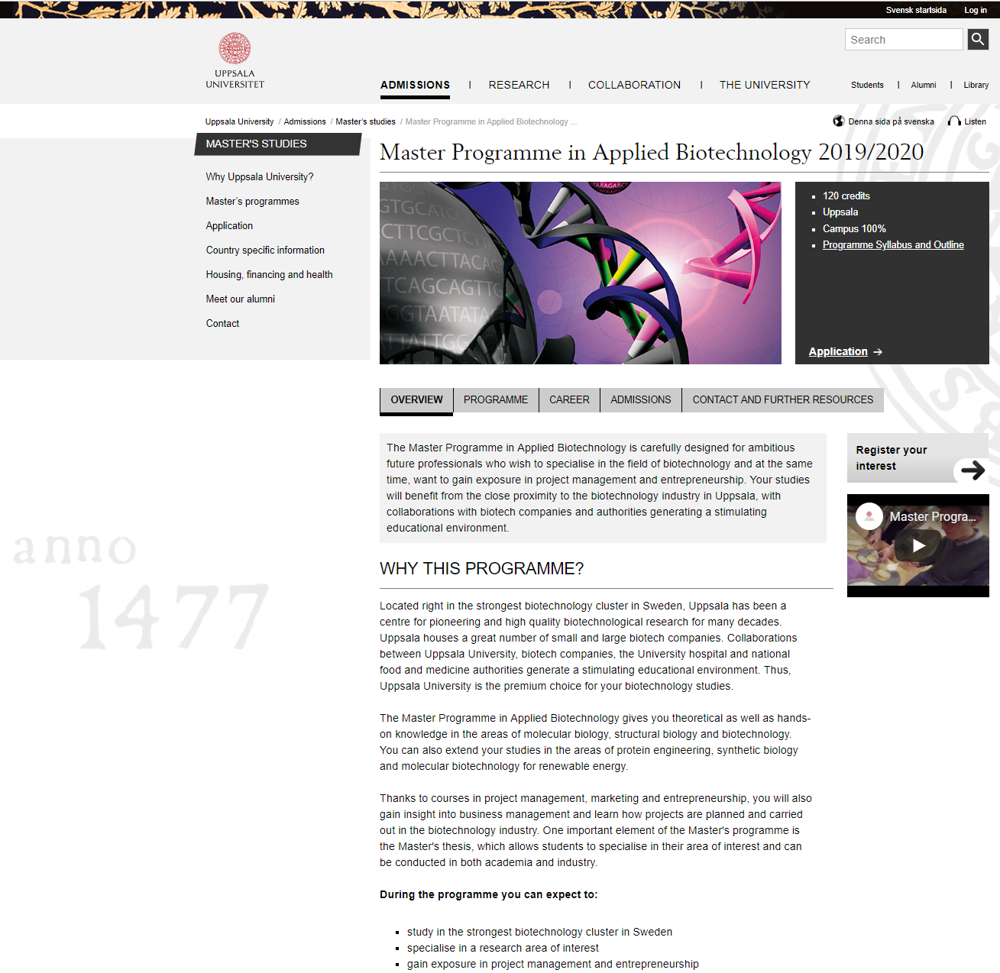 Svensk startsida Log in
Search
UPPSALA
UNIVERSITET
ADMISSIONS | RESEARCH | COLLABORATION | THE UNIVERSITY
Students | Alumni | Library
Uppsala University / Admissions / Master's studies / Master Programme in Applied Biotechnology ...
Denna sida på svenska Listen
MASTER'S STUDIES
Why Uppsala University?
Master's programmes
Application
Country specific information
Housing, financing and health
Meet our alumni
Contact
Master Programme in Applied Biotechnology 2019/2020
TAAAGAACT
GTGCATC
CTTCGCTCT
AAAACTTACAG
TCAGCAGTTG
GGTAATATA
TATTATTGC
120 credits
Uppsala
Campus 100%
Programme Syllabus and Outline
Application →
OVERVIEW PROGRAMME CAREER ADMISSIONS CONTACT AND FURTHER RESOURCES
The Master Programme in Applied Biotechnology is carefully designed for ambitious
future professionals who wish to specialise in the field of biotechnology and at the same
time, want to gain exposure in project management and entrepreneurship. Your studies
will benefit from the close proximity to the biotechnology industry in Uppsala, with
collaborations with biotech companies and authorities generating a stimulating
educational environment.
Register your
interest
Master Progra...
anno
1477
WHY THIS PROGRAMME?
Located right in the strongest biotechnology cluster in Sweden, Uppsala has been a
centre for pioneering and high quality biotechnological research for many decades.
Uppsala houses a great number of small and large biotech companies. Collaborations
between Uppsala University, biotech companies, the University hospital and national
food and medicine authorities generate a stimulating educational environment. Thus,
Uppsala University is the premium choice for your biotechnology studies.
The Master Programme in Applied Biotechnology gives you theoretical as well as hands-
on knowledge in the areas of molecular biology, structural biology and biotechnology.
You can also extend your studies in the areas of protein engineering, synthetic biology
and molecular biotechnology for renewable energy.
Thanks to courses in project management, marketing and entrepreneurship, you will also
gain insight into business management and learn how projects are planned and carried
out in the biotechnology industry. One important element of the Master's programme is
the Master's thesis, which allows students to specialise in their area of interest and can
be conducted in both academia and industry.
During the programme you can expect to:
study in the strongest biotechnology cluster in Sweden
specialise in a research area of interest
gain exposure in project management and entrepreneurship